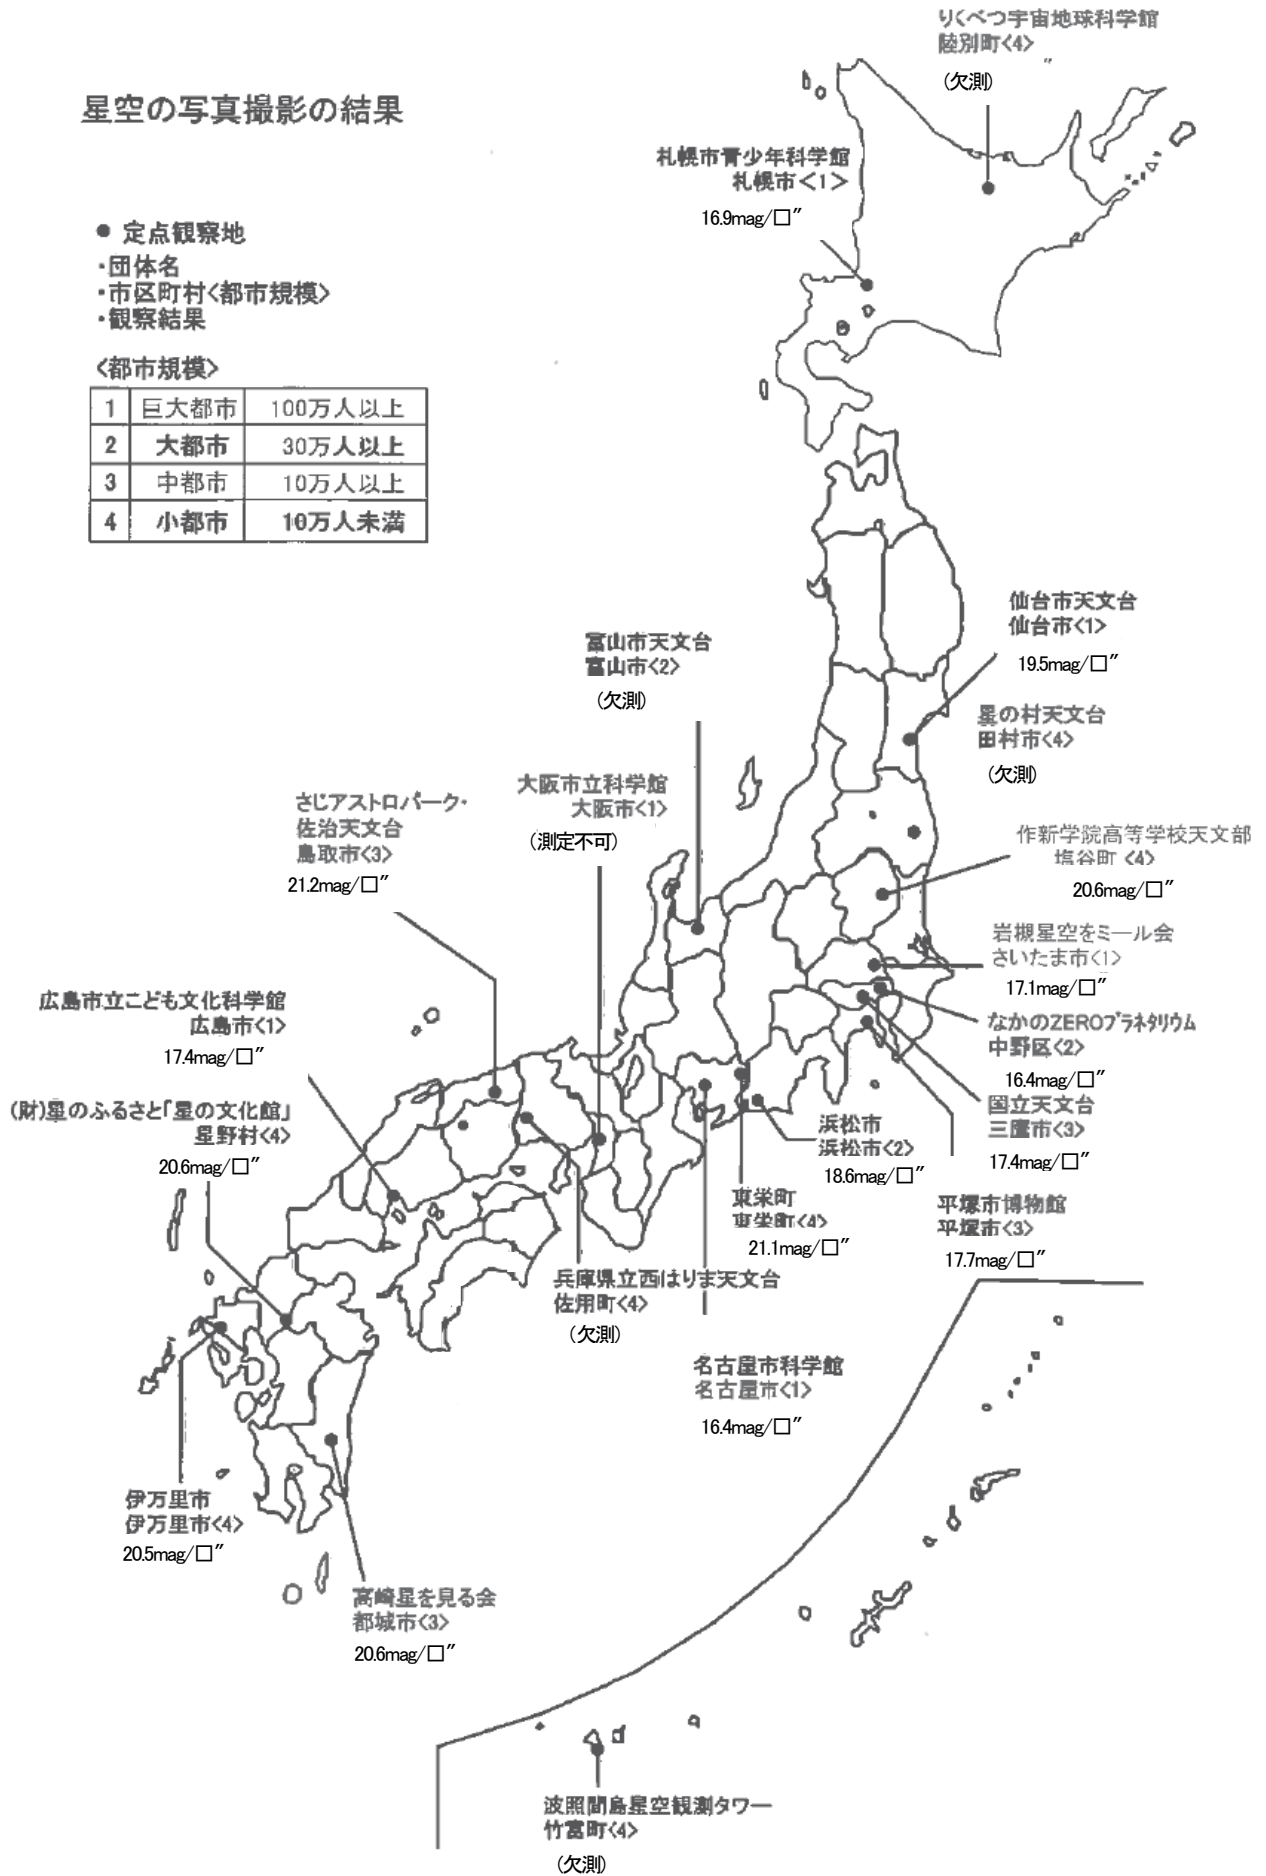 りくべつ宇宙地球科学館
陸別町<4>
(欠測)
星空の写真撮影の結果
札幌市青少年科学館
札幌市<1>
16.9mag/□″
● 定点観察地
・団体名
・市区町村<都市規模>
・観察結果
<都市規模>
1 巨大都市 100万人以上
2 大都市 30万人以上
3 中都市 10万人以上
4 小都市 10万人未満
仙台市天文台
仙台市<1>
19.5mag/□″
富山市天文台
富山市<2>
(欠測)
星の村天文台
田村市<4>
(欠測)
大阪市立科学館
大阪市<1>
(測定不可)
さじアストロパーク・
佐治天文台
鳥取市<3>
21.2mag/□″
作新学院高等学校天文部
塩谷町<4>
20.6mag/□″
岩槻星空をミール会
さいたま市<1>
17.1mag/□″
広島市立こども文化科学館
広島市<1>
17.4mag/□″
なかのZEROプラネタリウム
中野区<2>
16.4mag/□″
(財)星のふるさと「星の文化館」
星野村<4>
20.6mag/□″
国立天文台
三鷹市<3>
17.4mag/□″
浜松市
浜松市<2>
18.6mag/□″
東栄町
東栄町<4>
21.1mag/□″
平塚市博物館
平塚市<3>
17.7mag/□″
兵庫県立西はりま天文台
佐用町<4>
(欠測)
名古屋市科学館
名古屋市<1>
16.4mag/□″
伊万里市
伊万里市<4>
20.5mag/□″
高崎星を見る会
都城市<3>
20.6mag/□″
波照間島星空観測タワー
竹富町<4>
(欠測)